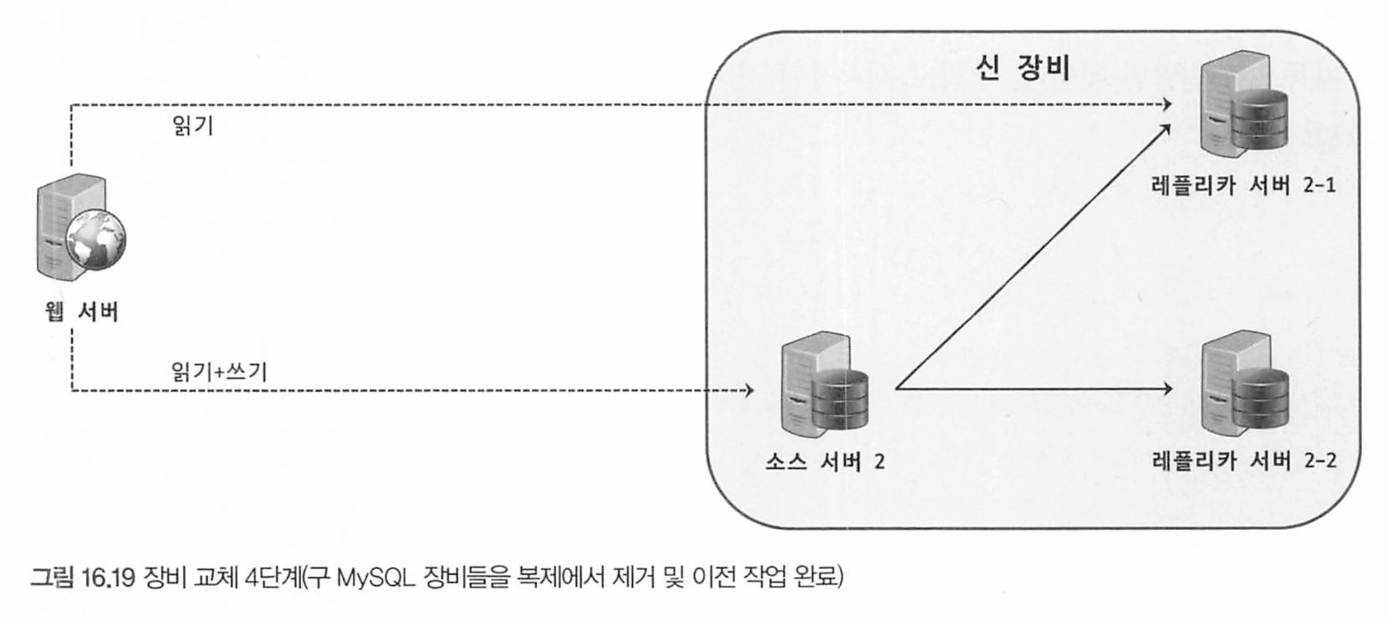 신 장비
읽기
레플리카 서버 2-1
웹 서버
읽기+쓰기
소스 서버 2
레플리카 서버 2-2
그림 16.19 장비 교체 4단계(구 MySQL 장비들을 복제에서 제거 및 이전 작업 완료)